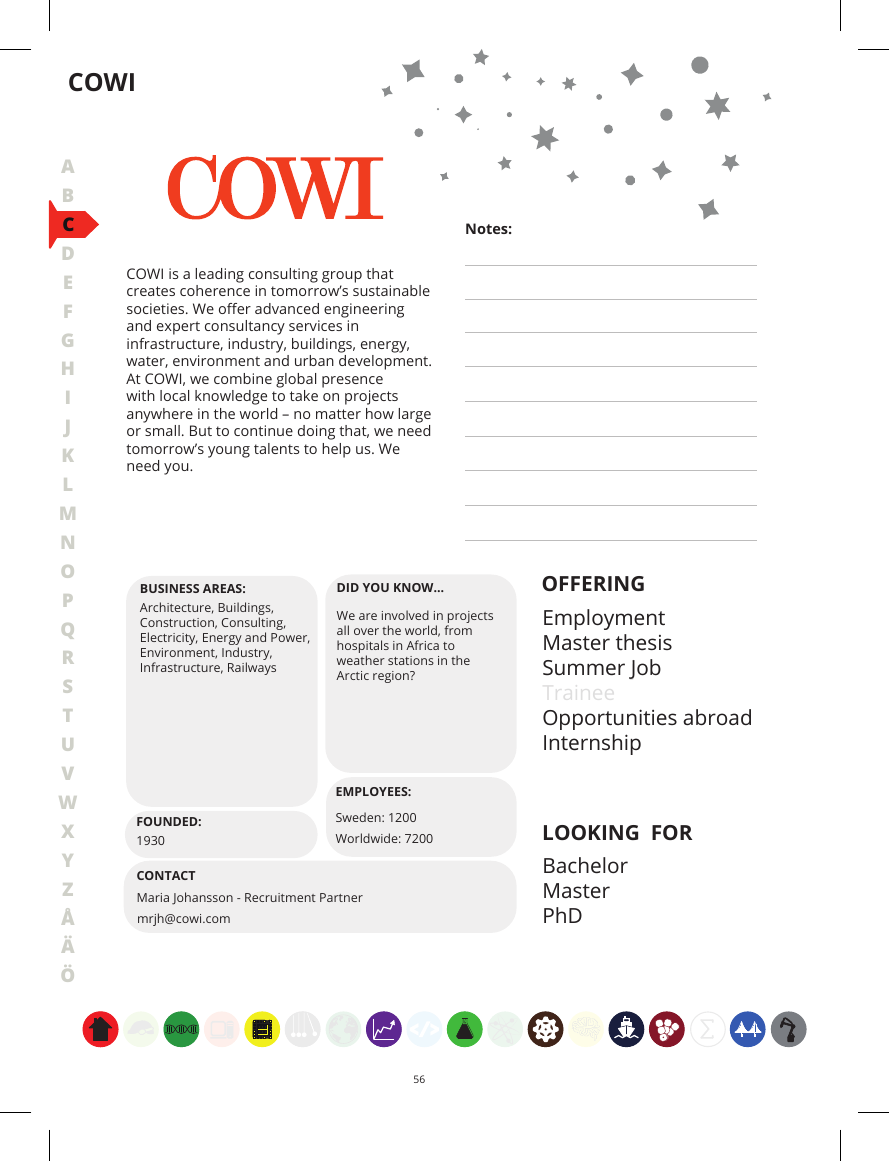 COWI
COWI
A
B
C
D
E
F
G
H
I
J
K
L
M
N
O
P
Q
R
S
T
U
V
W
X
Y
Z
Å
Ä
Ö
COWI is a leading consulting group that
creates coherence in tomorrow’s sustainable
societies. We offer advanced engineering
and expert consultancy services in
infrastructure, industry, buildings, energy,
water, environment and urban development.
At COWI, we combine global presence
with local knowledge to take on projects
anywhere in the world – no matter how large
or small. But to continue doing that, we need
tomorrow’s young talents to help us. We
need you.
Notes:
BUSINESS AREAS:
Architecture, Buildings,
Construction, Consulting,
Electricity, Energy and Power,
Environment, Industry,
Infrastructure, Railways
DID YOU KNOW...
We are involved in projects
all over the world, from
hospitals in Africa to
weather stations in the
Arctic region?
FOUNDED:
1930
EMPLOYEES:
Sweden: 1200
Worldwide: 7200
CONTACT
Maria Johansson - Recruitment Partner
mrjh@cowi.com
OFFERING
Employment
Master thesis
Summer Job
Trainee
Opportunities abroad
Internship
LOOKING FOR
Bachelor
Master
PhD
</>
Σ
56